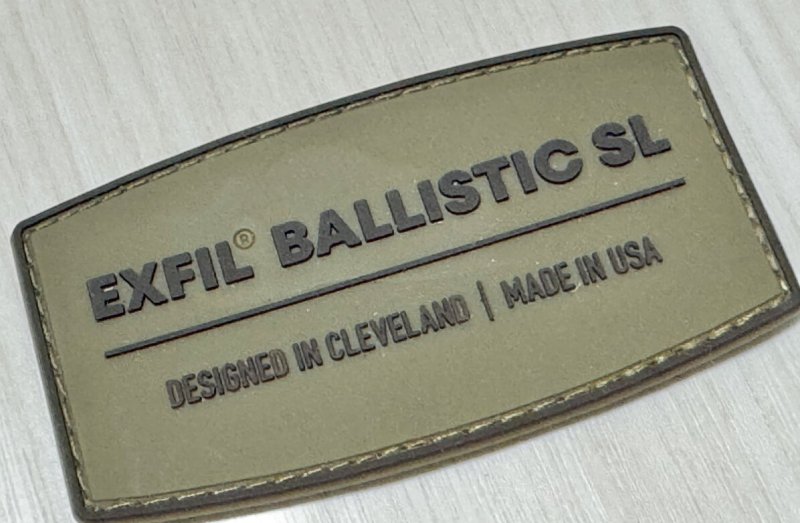 EXFIL® BALLISTIC SL
DESIGNED IN CLEVELAND | MADE IN USA